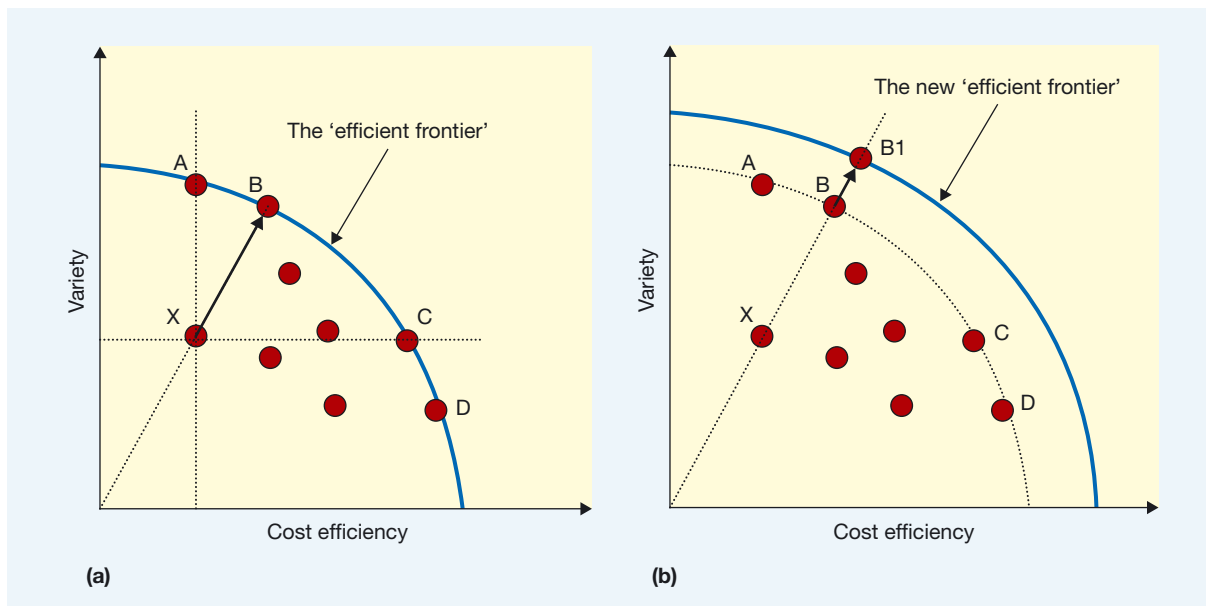 The ‘efficient frontier’
A
B
X
C
D
Variety
Cost efficiency
(a)
The new ‘efficient frontier’
B1
A
B
X
C
D
Variety
Cost efficiency
(b)